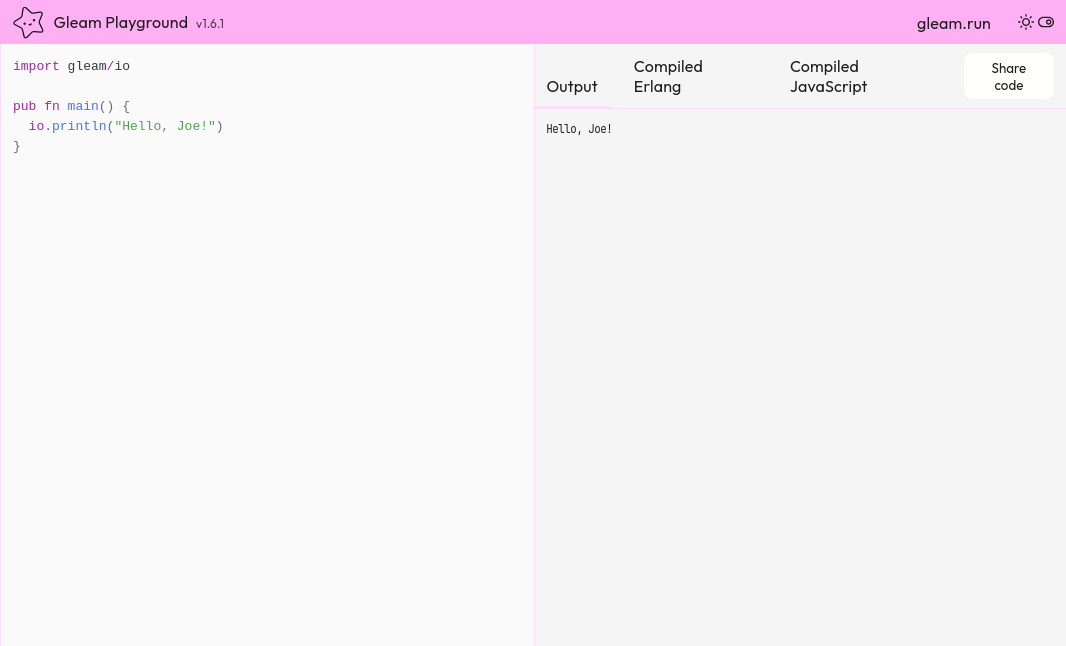 Gleam Playground v1.6.1
gleam.run
import gleam/io
pub fn main() {
  io.println("Hello, Joe!")
}
Output
Compiled
Erlang
Compiled
JavaScript
Share
code
Hello, Joe!